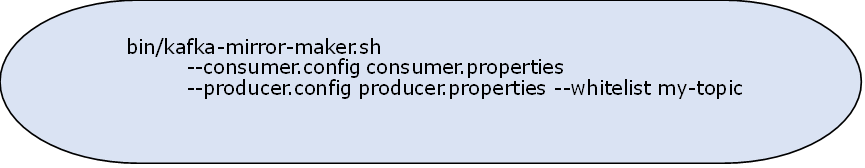 bin/kafka-mirror-maker.sh
--consumer.config consumer.properties
--producer.config producer.properties --whitelist my-topic